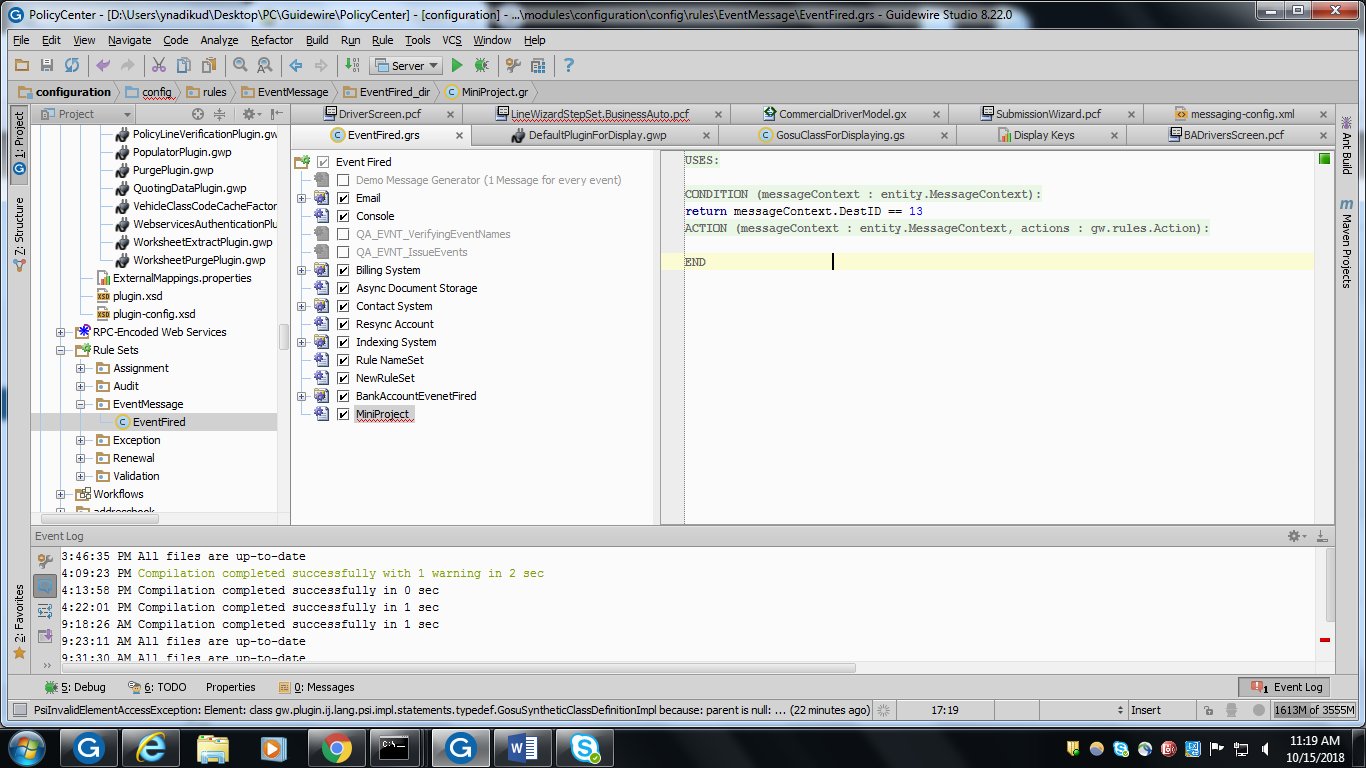 PolicyCenter - [D:\Users\ynadikud\Desktop\PC\Guidewire\PolicyCenter] - [configuration] - ...\modules\configuration\config\rules\EventMessage\EventFired.grs - Guidewire Studio 8.22.0
File Edit View Navigate Code Analyze Refactor Build Run Rule Tools VCS Window Help
Server
configuration config rules EventMessage EventFired_dir MiniProject.gr
Project
DriverScreen.pcf LineWizardStepSet.BusinessAuto.pcf CommercialDriverModel.gx SubmissionWizard.pcf messaging-config.xml
EventFired.grs DefaultPluginForDisplay.gwp GosuClassForDisplaying.gs Display Keys BADriversScreen.pcf
1: Project
7: Structure
2: Favorites
PolicyLineVerificationPlugin.gw
PopulatorPlugin.gwp
PurgePlugin.gwp
QuotingDataPlugin.gwp
VehicleClassCodeCacheFactor
WebservicesAuthenticationPlu
WorksheetExtractPlugin.gwp
WorksheetPurgePlugin.gwp
ExternalMappings.properties
plugin.xsd
plugin-config.xsd
RPC-Encoded Web Services
Rule Sets
Assignment
Audit
EventMessage
EventFired
Exception
Renewal
Validation
Workflows
addressbook
Event Fired
Demo Message Generator (1 Message for every event)
Email
Console
QA_EVNT_VerifyingEventNames
QA_EVNT_IssueEvents
Billing System
Async Document Storage
Contact System
Resync Account
Indexing System
Rule NameSet
NewRuleSet
BankAccountEvenetFired
MiniProject
USES:
CONDITION (messageContext : entity.MessageContext):
return messageContext.DestID == 13
ACTION (messageContext : entity.MessageContext, actions : gw.rules.Action):
END
Ant Build
Maven Projects
Event Log
3:46:35 PM All files are up-to-date
4:09:23 PM Compilation completed successfully with 1 warning in 2 sec
4:13:58 PM Compilation completed successfully in 0 sec
4:22:01 PM Compilation completed successfully in 1 sec
9:18:26 AM Compilation completed successfully in 1 sec
9:23:11 AM All files are up-to-date
9:31:30 AM All files are up-to-date
5: Debug 6: TODO Properties 0: Messages 1 Event Log
PsiInvalidElementAccessException: Element: class gw.plugin.ij.lang.psi.impl.statements.typedef.GosuSyntheticClassDefinitionImpl because: parent is null: ... (22 minutes ago) 17:19 Insert 1613M of 3555M
11:19 AM
10/15/2018